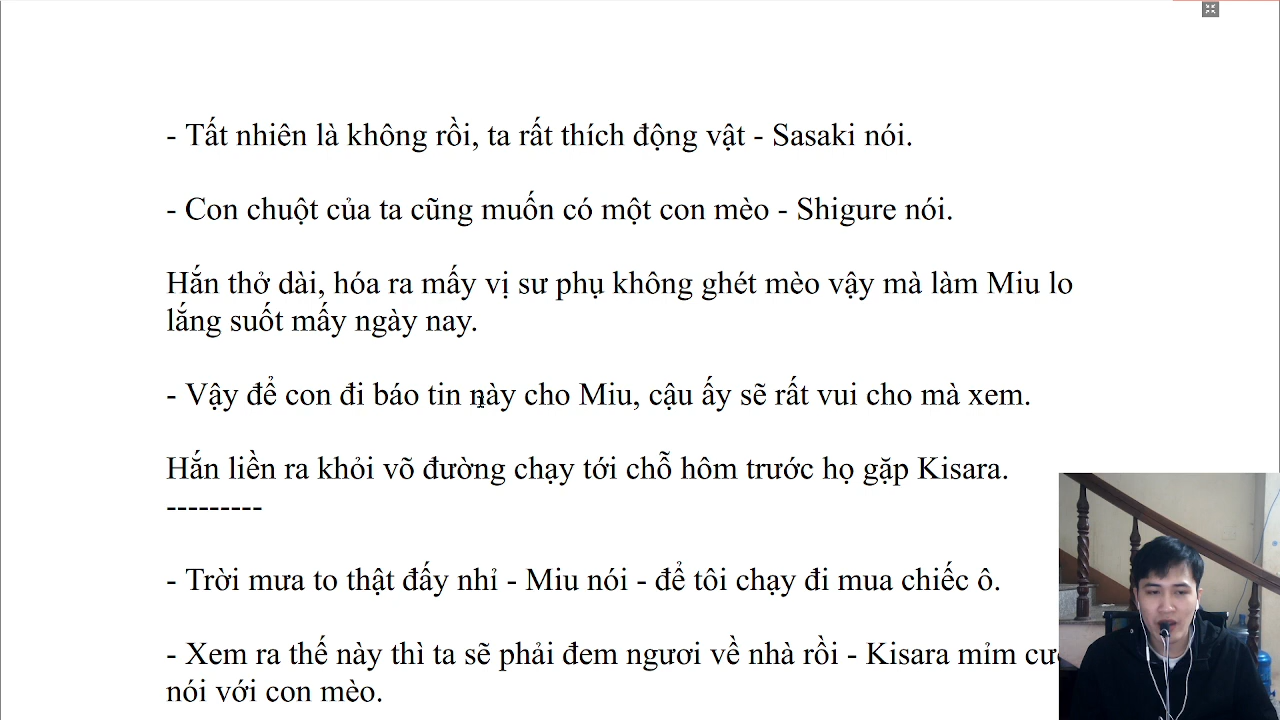 - Tất nhiên là không rồi, ta rất thích động vật - Sasaki nói.
- Con chuột của ta cũng muốn có một con mèo - Shigure nói.
Hắn thở dài, hóa ra mấy vị sư phụ không ghét mèo vậy mà làm Miu lo
lắng suốt mấy ngày nay.
- Vậy để con đi báo tin này cho Miu, cậu ấy sẽ rất vui cho mà xem.
Hắn liền ra khỏi võ đường chạy tới chỗ hôm trước họ gặp Kisara.
---------
- Trời mưa to thật đấy nhỉ - Miu nói - để tôi chạy đi mua chiếc ô.
- Xem ra thế này thì ta sẽ phải đem ngươi về nhà rồi - Kisara mỉm
nói với con mèo.